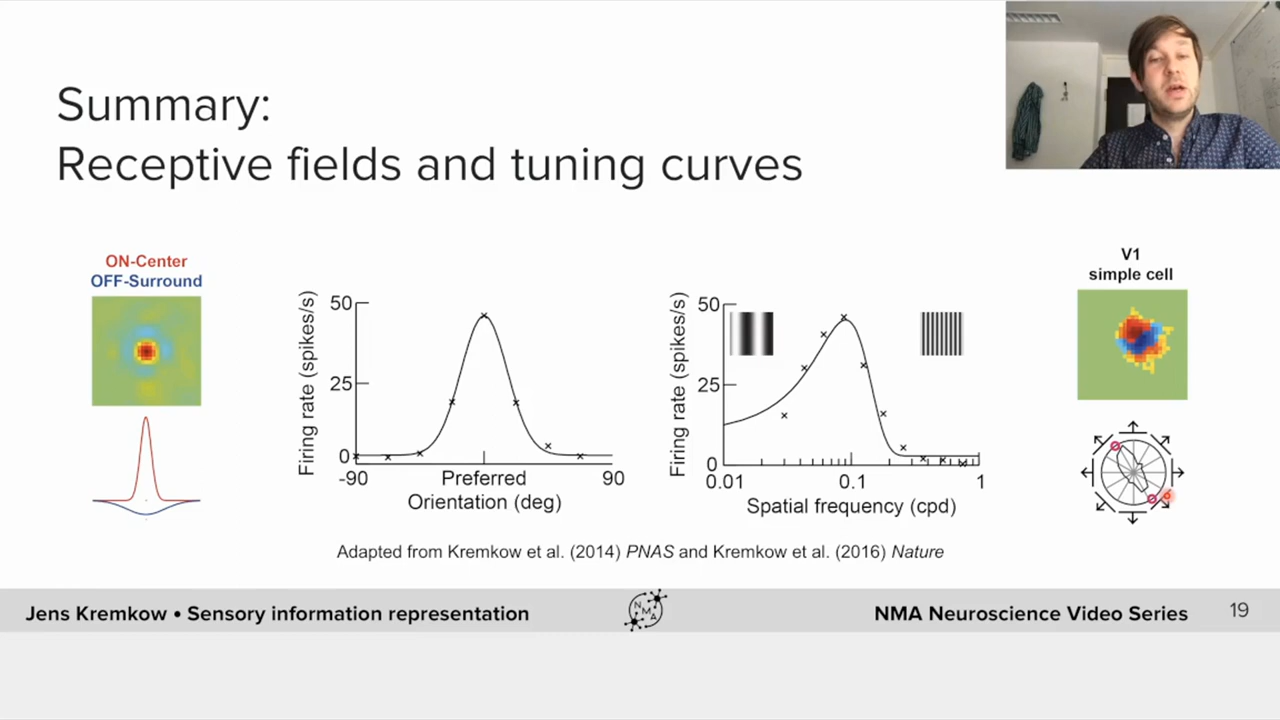 Summary:
Receptive fields and tuning curves
ON-Center
OFF-Surround
Firing rate (spikes/s)
50
25
0
-90
Preferred
90
Orientation (deg)
Firing rate (spikes/s)
50
25
0
0.01
0.1
1
Spatial frequency (cpd)
V1
simple cell
Adapted from Kremkow et al. (2014) PNAS and Kremkow et al. (2016) Nature
Jens Kremkow • Sensory information representation
NMA
NMA Neuroscience Video Series
19